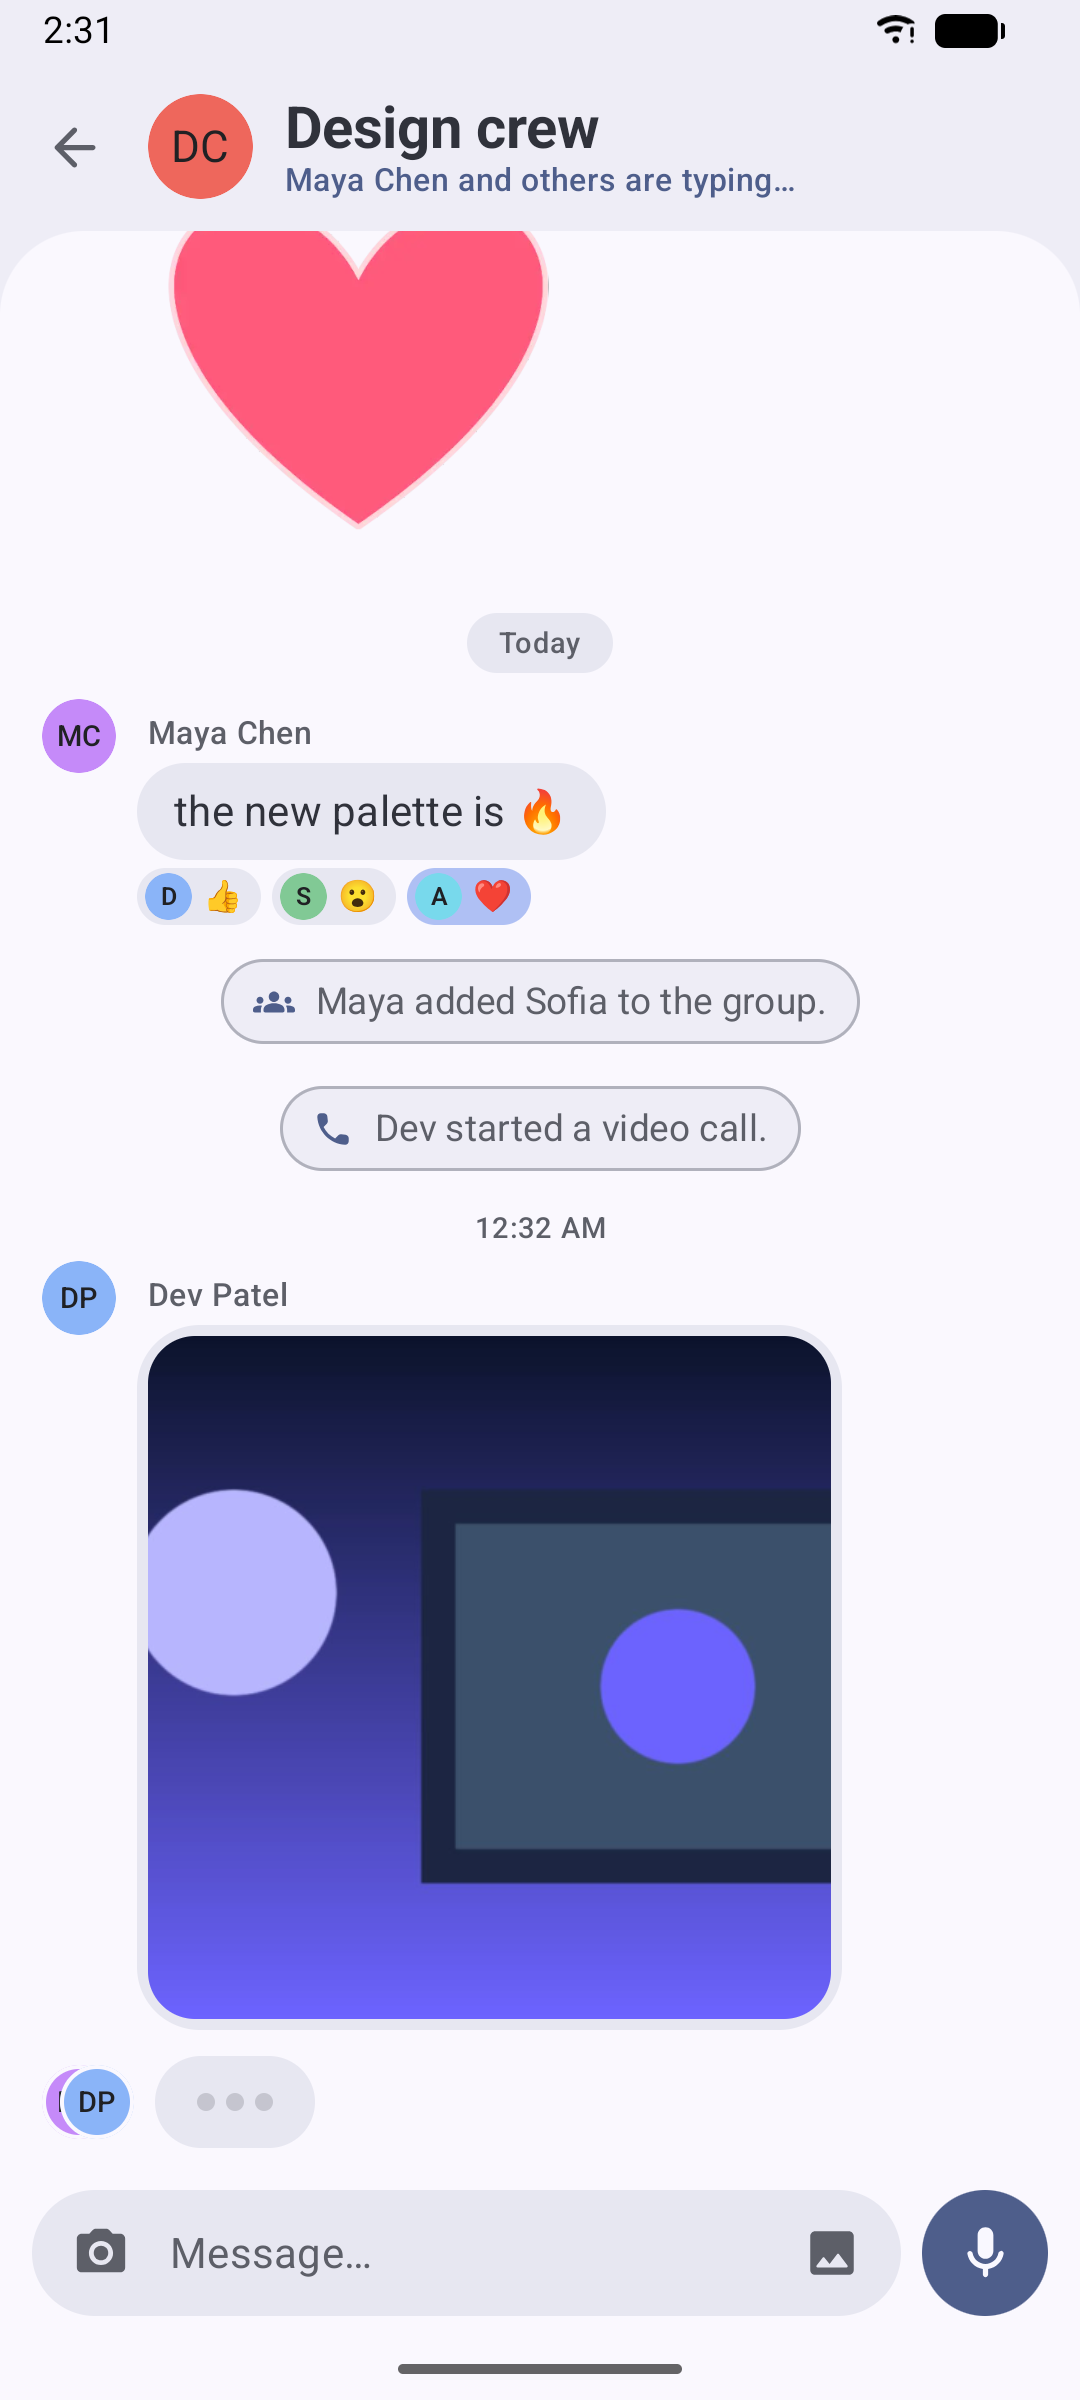 2:31
DC
Design crew
Maya Chen and others are typing…
Today
MC
Maya Chen
the new palette is 🔥
D 👍 S 😮 A ❤️
Maya added Sofia to the group.
Dev started a video call.
12:32 AM
DP
Dev Patel
DP
Message…